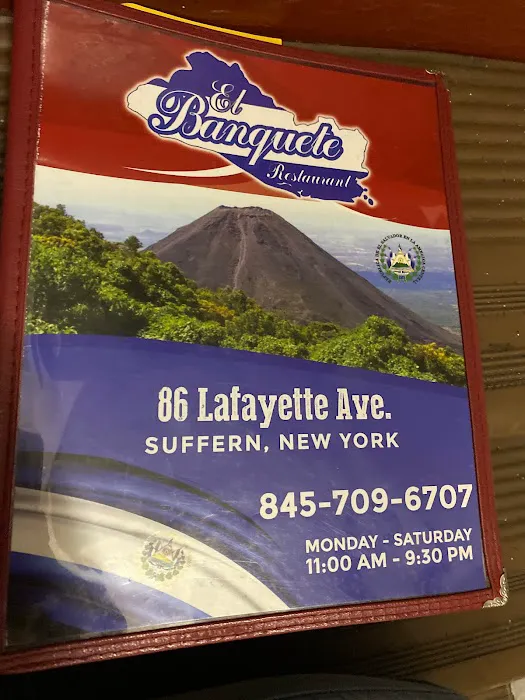 El
Banquete
Restaurant
86 Lafayette Ave.
SUFFERN, NEW YORK
845-709-6707
MONDAY - SATURDAY
11:00 AM - 9:30 PM